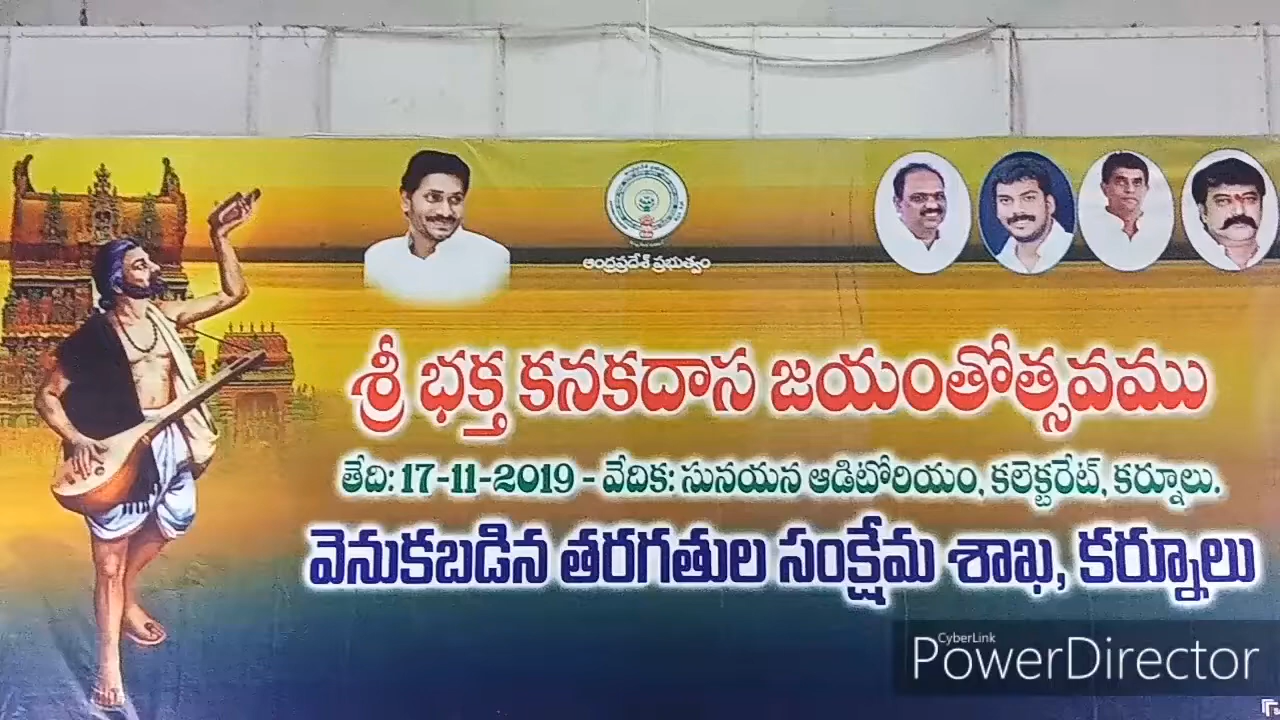 ఆంధ్రప్రదేశ్ ప్రభుత్వం
శ్రీ భక్త కనకదాస జయంతోత్సవము
తేది: 17-11-2019 - వేదిక: సునయన ఆడిటోరియం, కలెక్టరేట్, కర్నూలు.
వెనుకబడిన తరగతుల సంక్షేమ శాఖ, కర్నూలు
CyberLink
PowerDirector